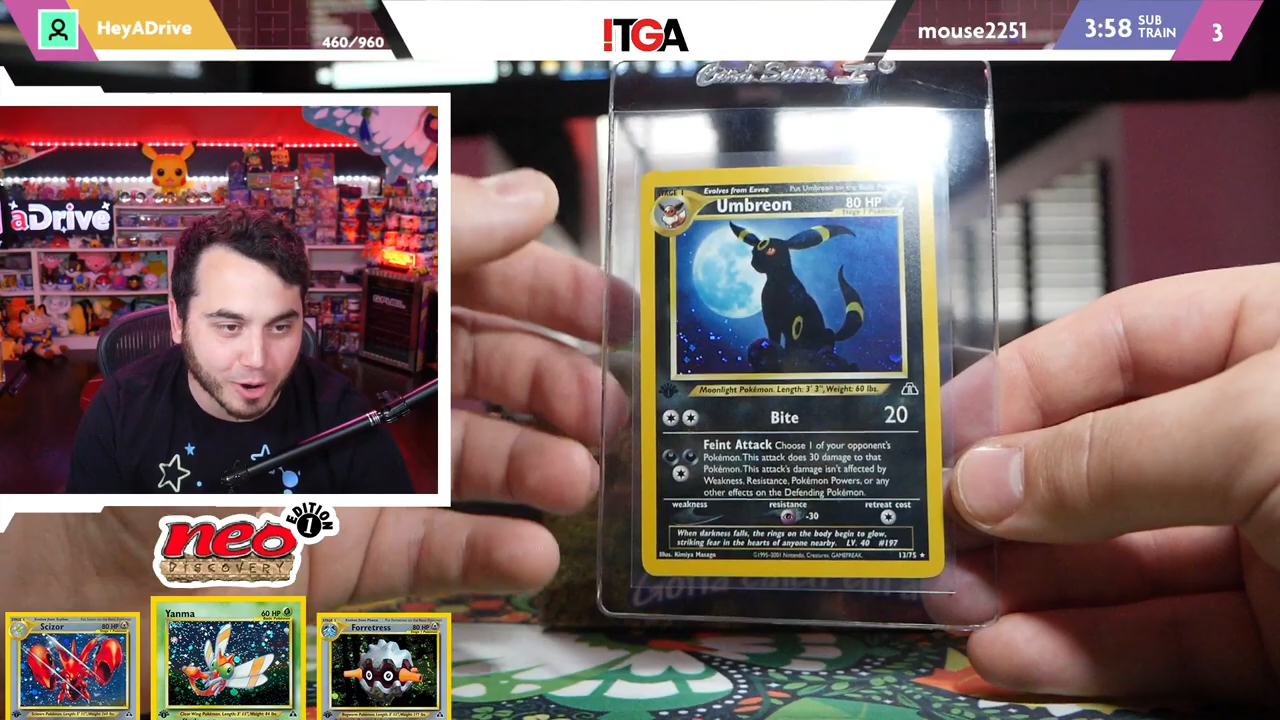 HeyADrive
460/960
!TGA
mouse2251
3:58 SUB TRAIN
3
Card Saver I
aDrive
G FUEL
STAGE 1
Evolves from Eevee
Put Umbreon on the
Umbreon
80 HP
Stage 1 Pokémon
Moonlight Pokémon. Length: 3' 3", Weight: 60 lbs.
Bite 20
Feint Attack Choose 1 of your opponent's
Pokémon. This attack does 30 damage to that
Pokémon. This attack's damage isn't affected by
Weakness, Resistance, Pokémon Powers, or any
other effects on the Defending Pokémon.
weakness resistance retreat cost
-30
When darkness falls, the rings on the body begin to glow,
striking fear in the hearts of anyone nearby. LV. 40 #197
Illus. Kimiya Masago
©1995-2001 Nintendo, Creatures, GAMEFREAK.
13/75
neo
DISCOVERY
EDITION
1
Scizor
80 HP
Yanma
60 HP
Forretress
80 HP